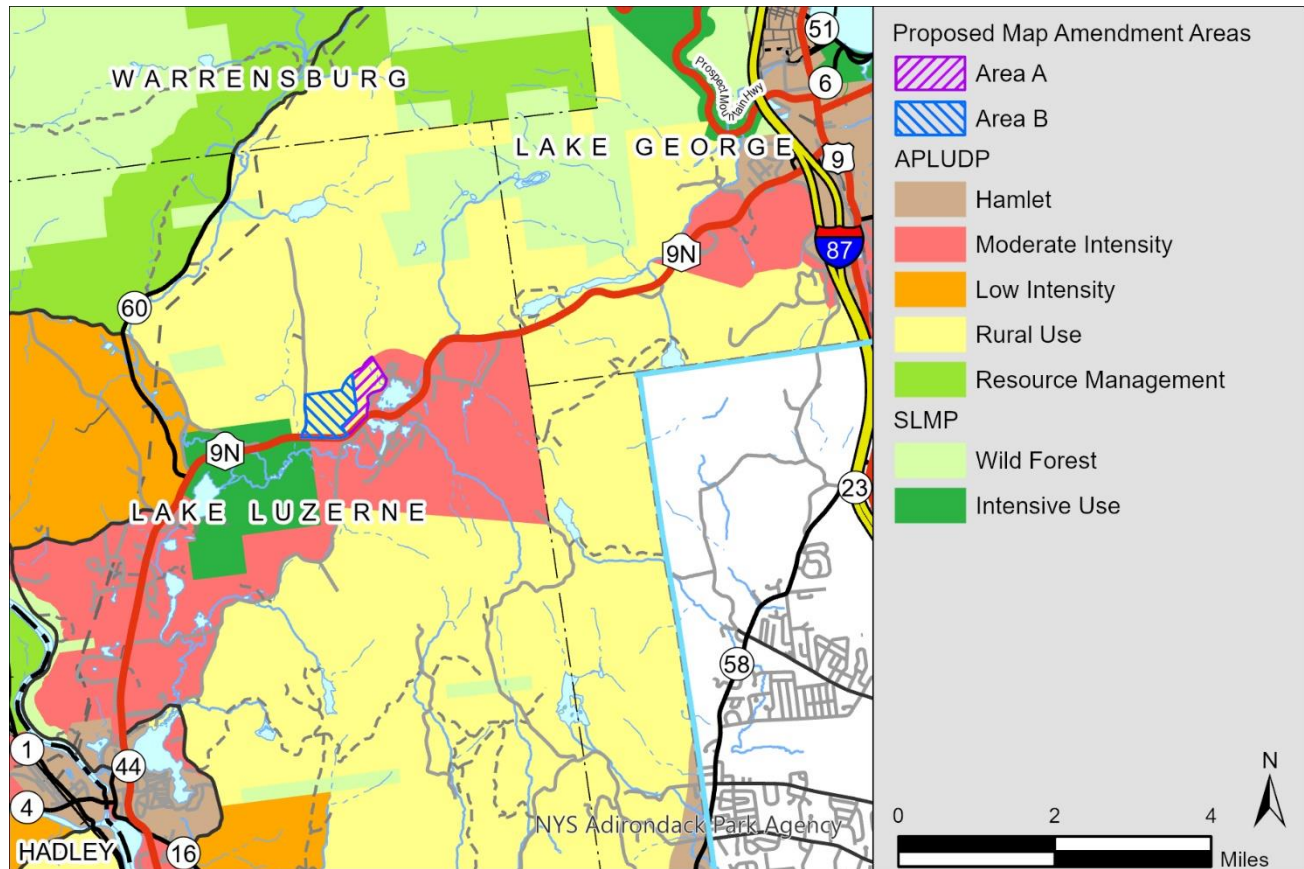 WARRENSBURG
LAKE GEORGE
Prospect Mountain Hwy
51
6
9
87
9N
60
9N
LAKE LUZERNE
23
58
1
44
4
16
HADLEY
NYS Adirondack Park Agency
Proposed Map Amendment Areas
Area A
Area B
APLUDP
Hamlet
Moderate Intensity
Low Intensity
Rural Use
Resource Management
SLMP
Wild Forest
Intensive Use
N
0 2 4
Miles